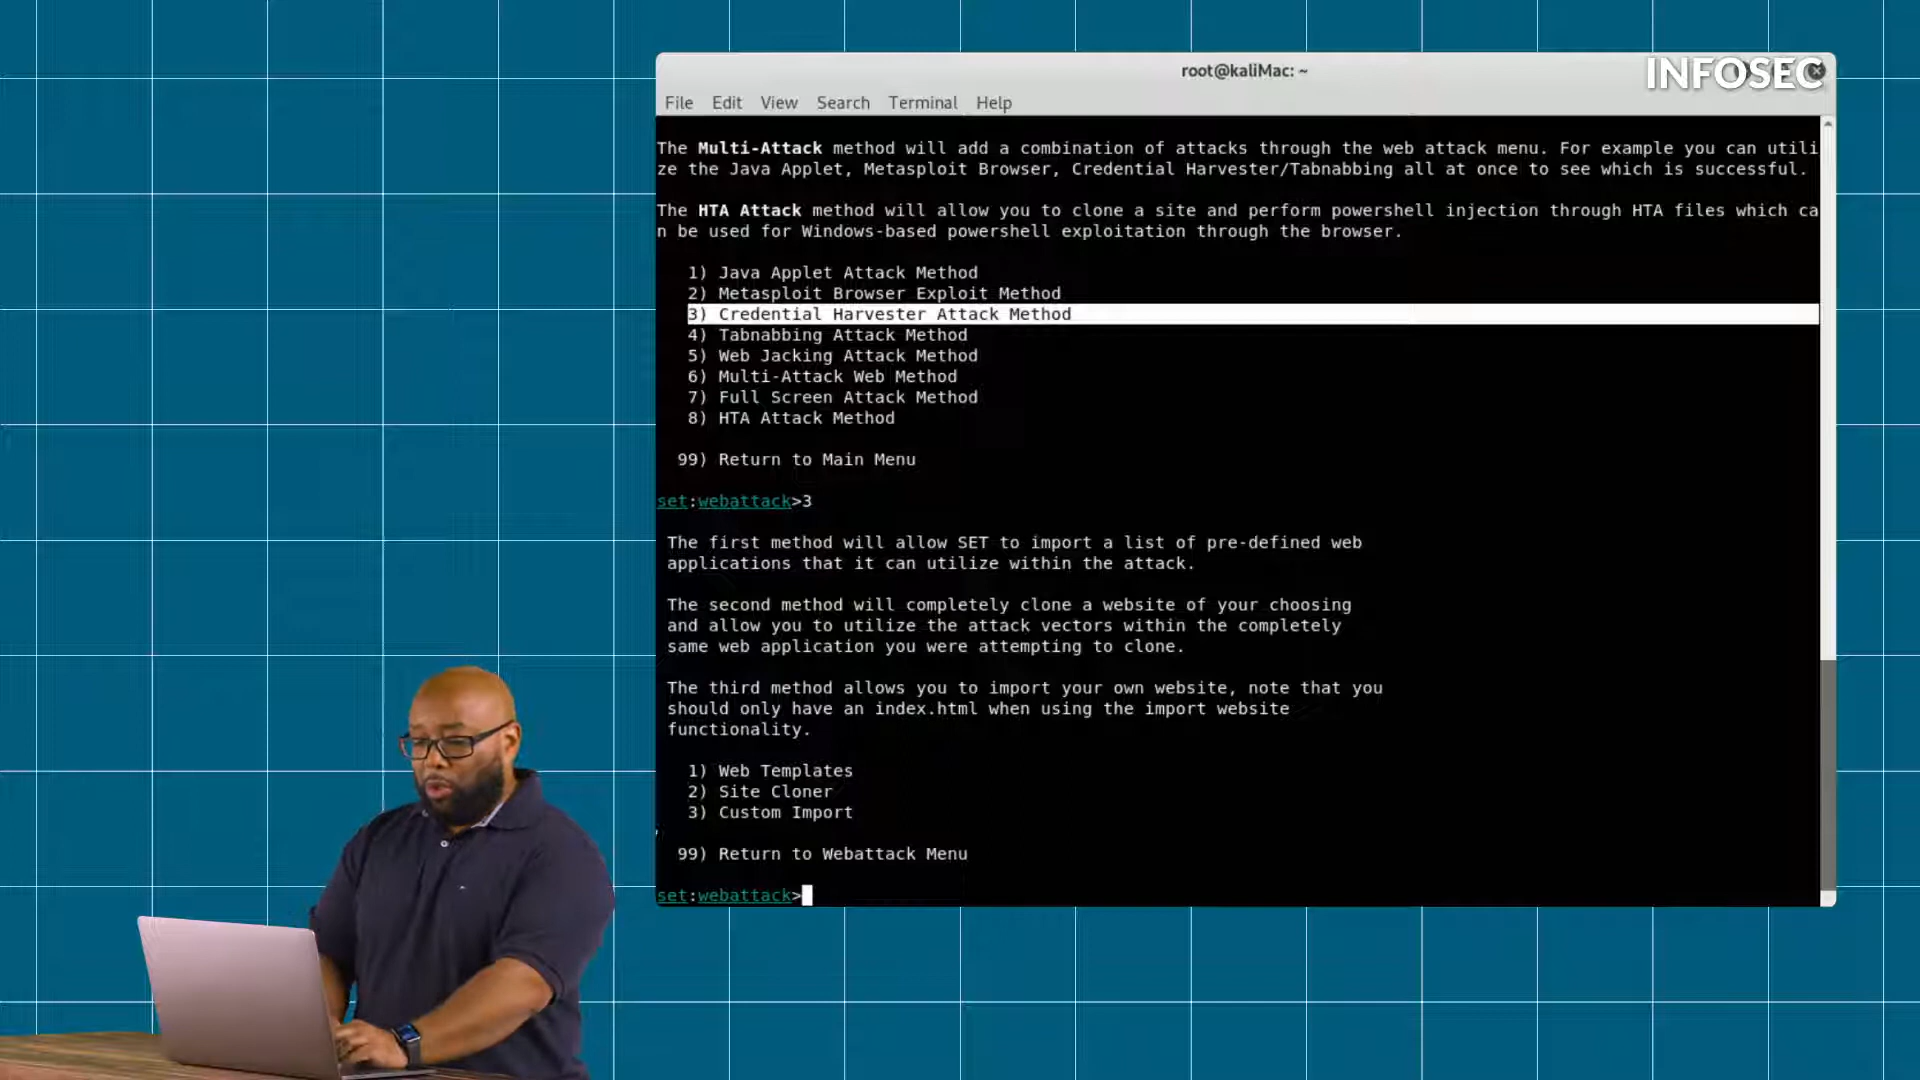 INFOSEC
root@kaliMac: ~
File Edit View Search Terminal Help
The Multi-Attack method will add a combination of attacks through the web attack menu. For example you can utili
ze the Java Applet, Metasploit Browser, Credential Harvester/Tabnabbing all at once to see which is successful.
The HTA Attack method will allow you to clone a site and perform powershell injection through HTA files which ca
n be used for Windows-based powershell exploitation through the browser.
1) Java Applet Attack Method
2) Metasploit Browser Exploit Method
3) Credential Harvester Attack Method
4) Tabnabbing Attack Method
5) Web Jacking Attack Method
6) Multi-Attack Web Method
7) Full Screen Attack Method
8) HTA Attack Method
99) Return to Main Menu
set:webattack>3
The first method will allow SET to import a list of pre-defined web
applications that it can utilize within the attack.
The second method will completely clone a website of your choosing
and allow you to utilize the attack vectors within the completely
same web application you were attempting to clone.
The third method allows you to import your own website, note that you
should only have an index.html when using the import website
functionality.
1) Web Templates
2) Site Cloner
3) Custom Import
99) Return to Webattack Menu
set:webattack>